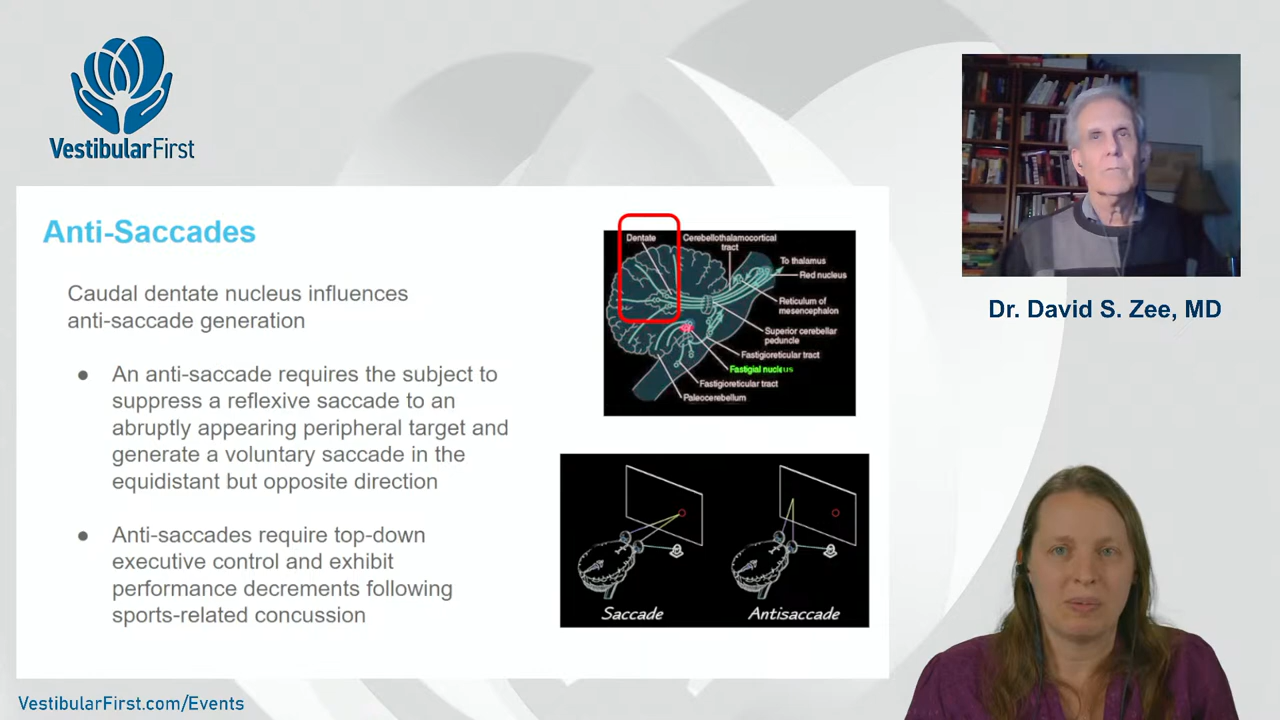 VestibularFirst
Anti-Saccades
Caudal dentate nucleus influences
anti-saccade generation
● An anti-saccade requires the subject to
suppress a reflexive saccade to an
abruptly appearing peripheral target and
generate a voluntary saccade in the
equidistant but opposite direction
● Anti-saccades require top-down
executive control and exhibit
performance decrements following
sports-related concussion
Dentate
Cerebellothalamocortical
tract
To thalamus
Red nucleus
Reticulum of
mesencephalon
Superior cerebellar
peduncle
Fastigioreticular tract
Fastigial nucleus
Fastigioreticular tract
Paleocerebellum
Saccade
Antisaccade
Dr. David S. Zee, MD
VestibularFirst.com/Events